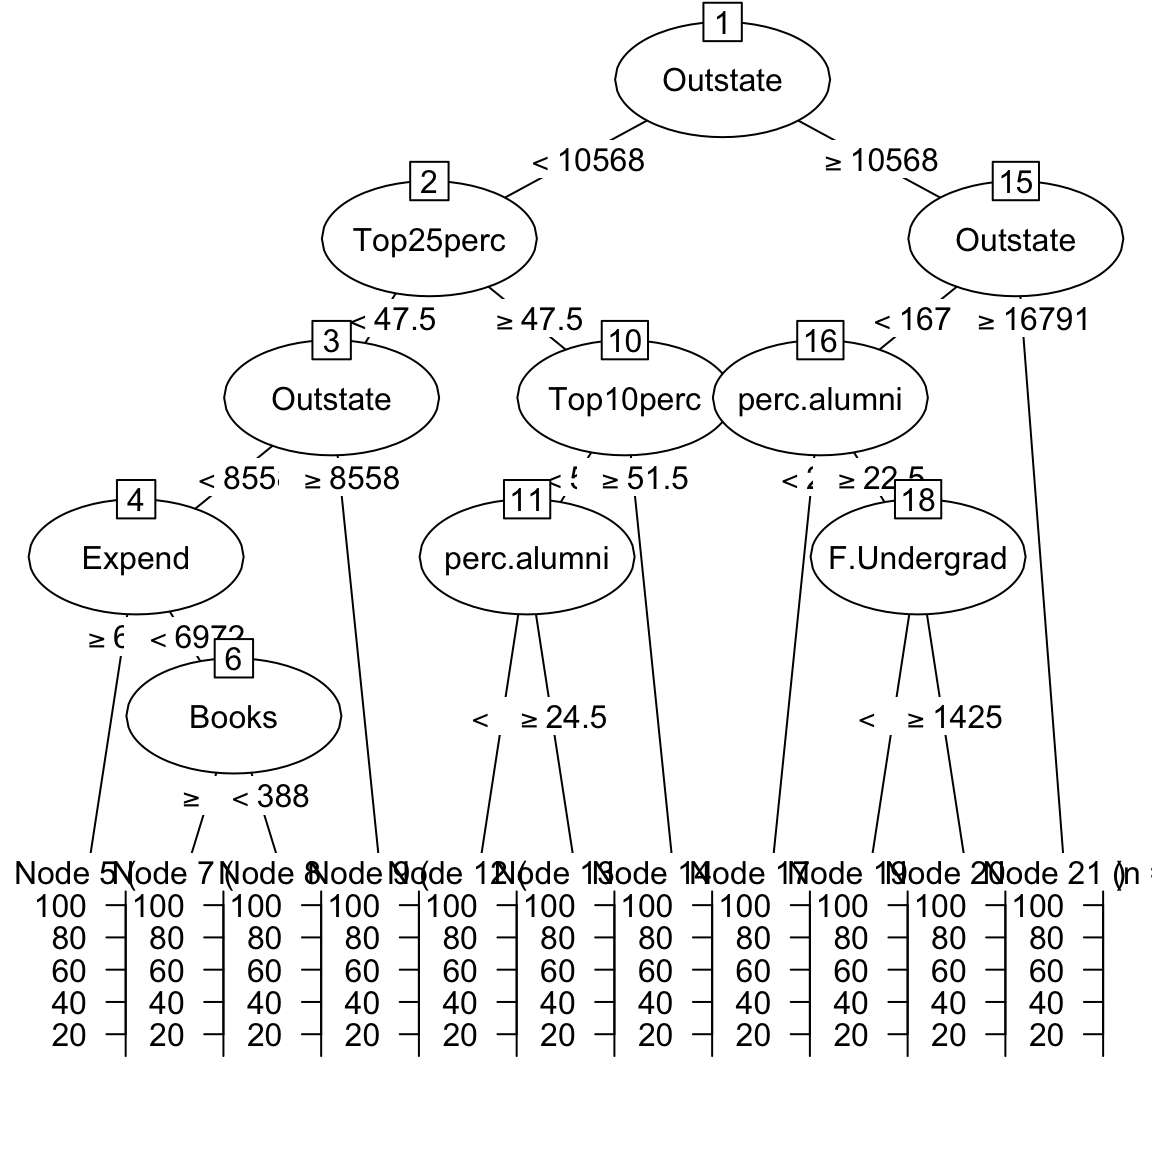 1
Outstate
< 10568 ≥ 10568
2 15
Top25perc Outstate
< 47.5 ≥ 47.5 < 167 ≥ 16791
3 10 16
Outstate Top10perc perc.alumni
< 855 ≥ 8558 < ≥ 51.5 < 2 ≥ 22.5
4 11 18
Expend perc.alumni F.Undergrad
≥ 6 < 6972
6
Books
< ≥ 24.5 < ≥ 1425
≥ < 388
Node 5 ( Node 7 ( Node 8 Node 9 ( Node 12 ( Node 13 Node 14 Node 17 Node 19 Node 20 Node 21 (n =
100 100 100 100 100 100 100 100 100 100 100
80 80 80 80 80 80 80 80 80 80 80
60 60 60 60 60 60 60 60 60 60 60
40 40 40 40 40 40 40 40 40 40 40
20 20 20 20 20 20 20 20 20 20 20